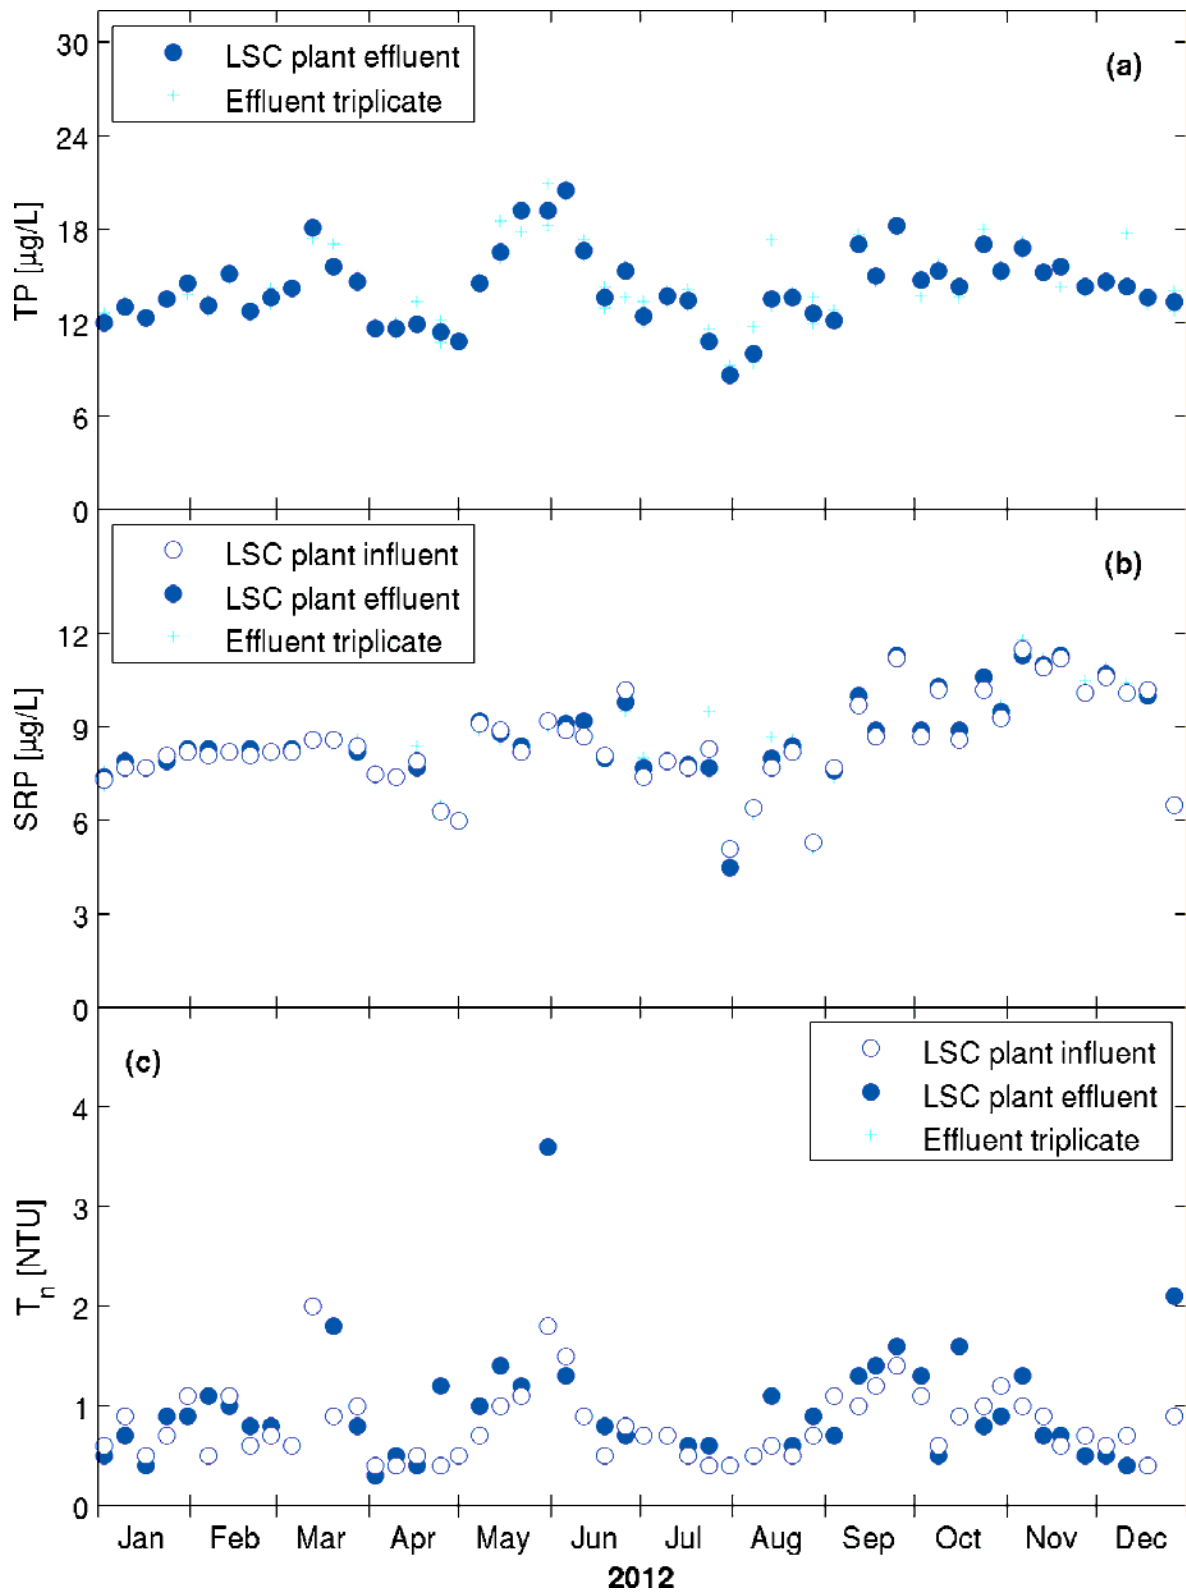 LSC plant effluent
Effluent triplicate
(a)
30
24
18
12
6
0
TP [µg/L]
LSC plant influent
LSC plant effluent
Effluent triplicate
(b)
12
9
6
3
0
SRP [µg/L]
(c)
LSC plant influent
LSC plant effluent
Effluent triplicate
4
3
2
1
0
Tn [NTU]
Jan Feb Mar Apr May Jun Jul Aug Sep Oct Nov Dec
2012